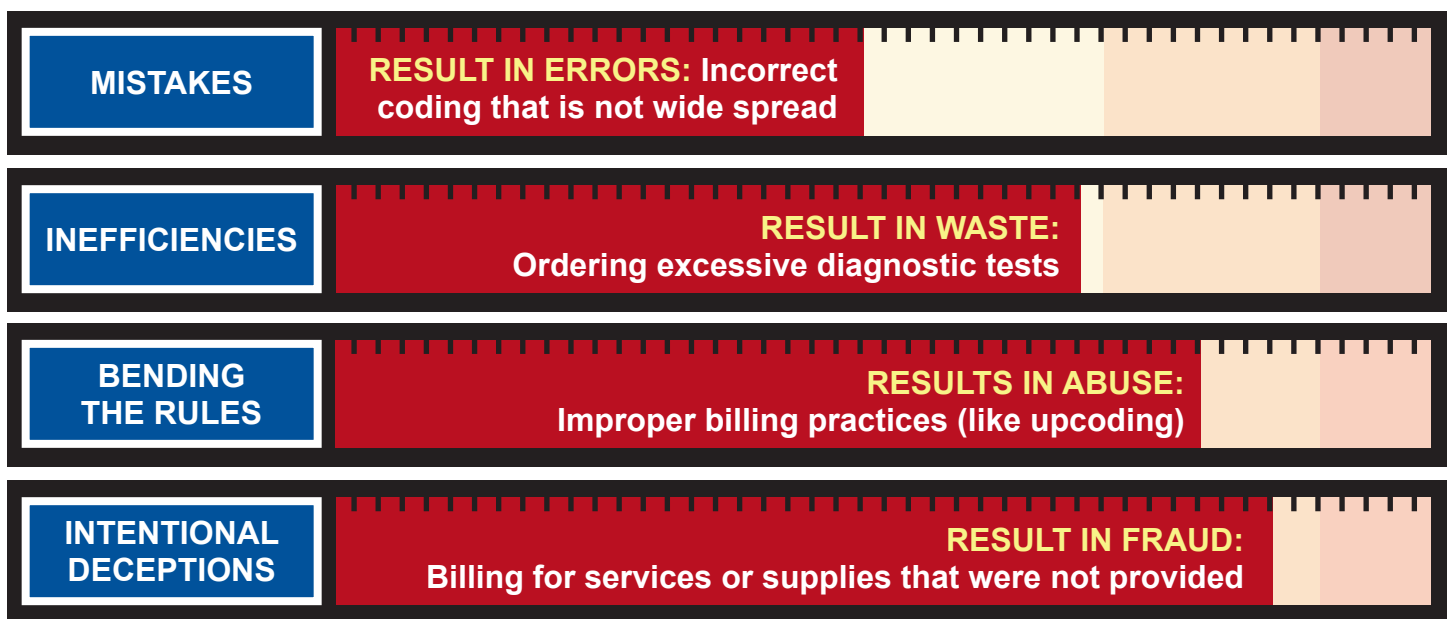 MISTAKES
RESULT IN ERRORS: Incorrect
coding that is not wide spread
INEFFICIENCIES
RESULT IN WASTE:
Ordering excessive diagnostic tests
BENDING
THE RULES
RESULTS IN ABUSE:
Improper billing practices (like upcoding)
INTENTIONAL
DECEPTIONS
RESULT IN FRAUD:
Billing for services or supplies that were not provided